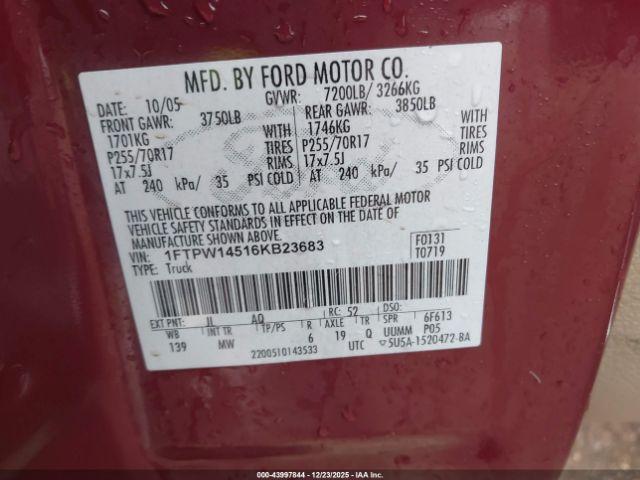 MFD. BY FORD MOTOR CO.
DATE: 10/05 GVWR: 7200LB/ 3266KG
FRONT GAWR: 3750LB REAR GAWR: 3850LB
1701KG WITH 1746KG WITH
P255/70R17 TIRES P255/70R17 TIRES
17x7.5J RIMS 17x7.5J RIMS
AT 240 kPa/ 35 PSI COLD AT 240 kPa/ 35 PSI COLD
THIS VEHICLE CONFORMS TO ALL APPLICABLE FEDERAL MOTOR
VEHICLE SAFETY STANDARDS IN EFFECT ON THE DATE OF
MANUFACTURE SHOWN ABOVE.
VIN: 1FTPW14516KB23683 F0131
TYPE: Truck T0719
EXT PNT: JL AQ RC: 52 DSO:
WB INT TR TP/PS R AXLE TR SPR 6F613
139 MW 6 19 Q UUMM P05
2200510143533 UTC 5U5A-1520472-BA
000-43997844 - 12/23/2025 - IAA Inc.